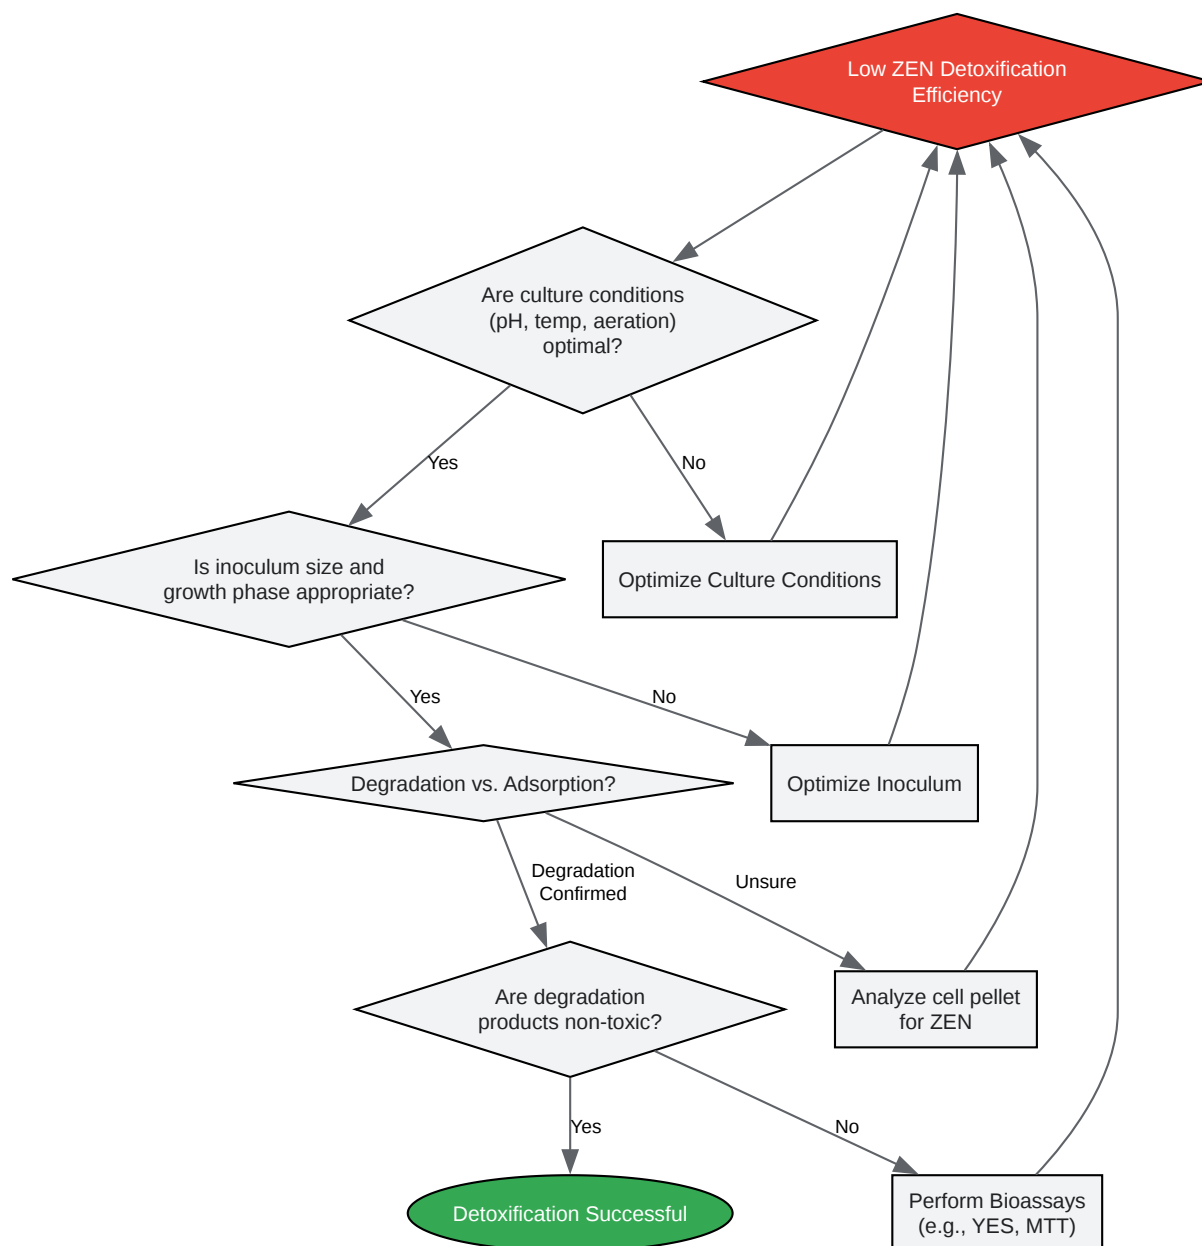 Low ZEN Detoxification
Efficiency
Are culture conditions
(pH, temp, aeration)
optimal?
Yes
No
Is inoculum size and
growth phase appropriate?
Optimize Culture Conditions
Yes
No
Degradation vs. Adsorption?
Optimize Inoculum
Degradation
Confirmed
Unsure
Are degradation
products non-toxic?
Analyze cell pellet
for ZEN
Yes
No
Detoxification Successful
Perform Bioassays
(e.g., YES, MTT)